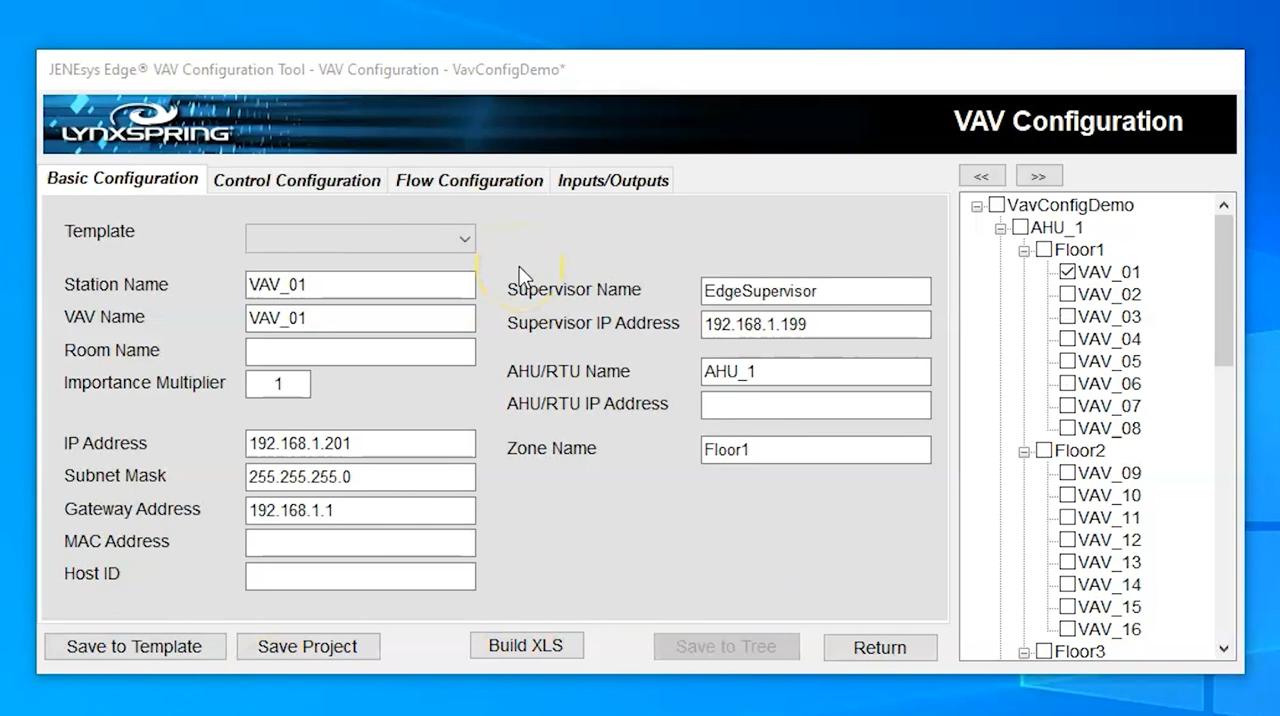 JENEsys Edge® VAV Configuration Tool - VAV Configuration - VavConfigDemo*
LYNXSPRING
VAV Configuration
Basic Configuration
Control Configuration
Flow Configuration
Inputs/Outputs
<<
>>
Template
Station Name
VAV_01
VAV Name
VAV_01
Room Name
Importance Multiplier
1
IP Address
192.168.1.201
Subnet Mask
255.255.255.0
Gateway Address
192.168.1.1
MAC Address
Host ID
Supervisor Name
EdgeSupervisor
Supervisor IP Address
192.168.1.199
AHU/RTU Name
AHU_1
AHU/RTU IP Address
Zone Name
Floor1
VavConfigDemo
AHU_1
Floor1
VAV_01
VAV_02
VAV_03
VAV_04
VAV_05
VAV_06
VAV_07
VAV_08
Floor2
VAV_09
VAV_10
VAV_11
VAV_12
VAV_13
VAV_14
VAV_15
VAV_16
Floor3
Save to Template
Save Project
Build XLS
Save to Tree
Return